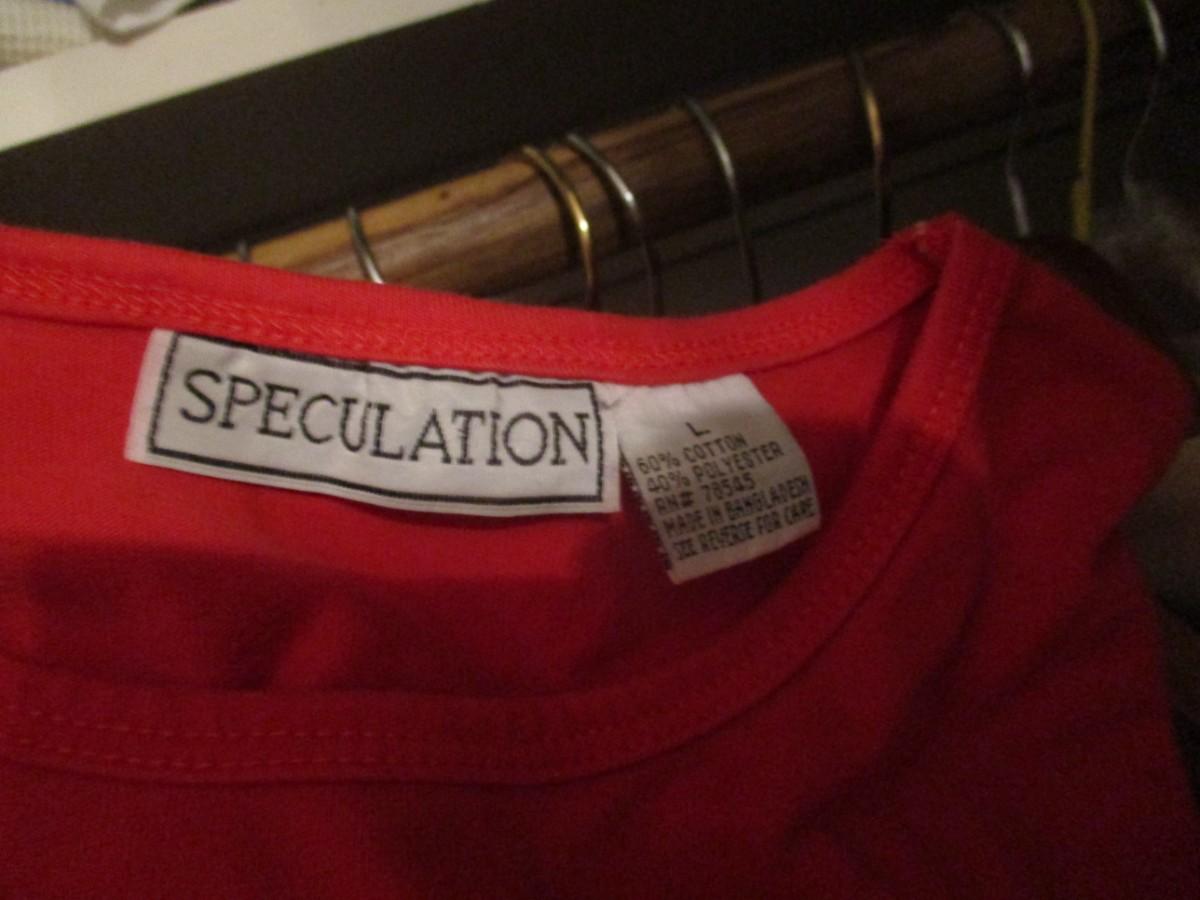 SPECULATION
L
60% COTTON
40% POLYESTER
RN# 78545
MADE IN BANGLADESH
SEE REVERSE FOR CARE